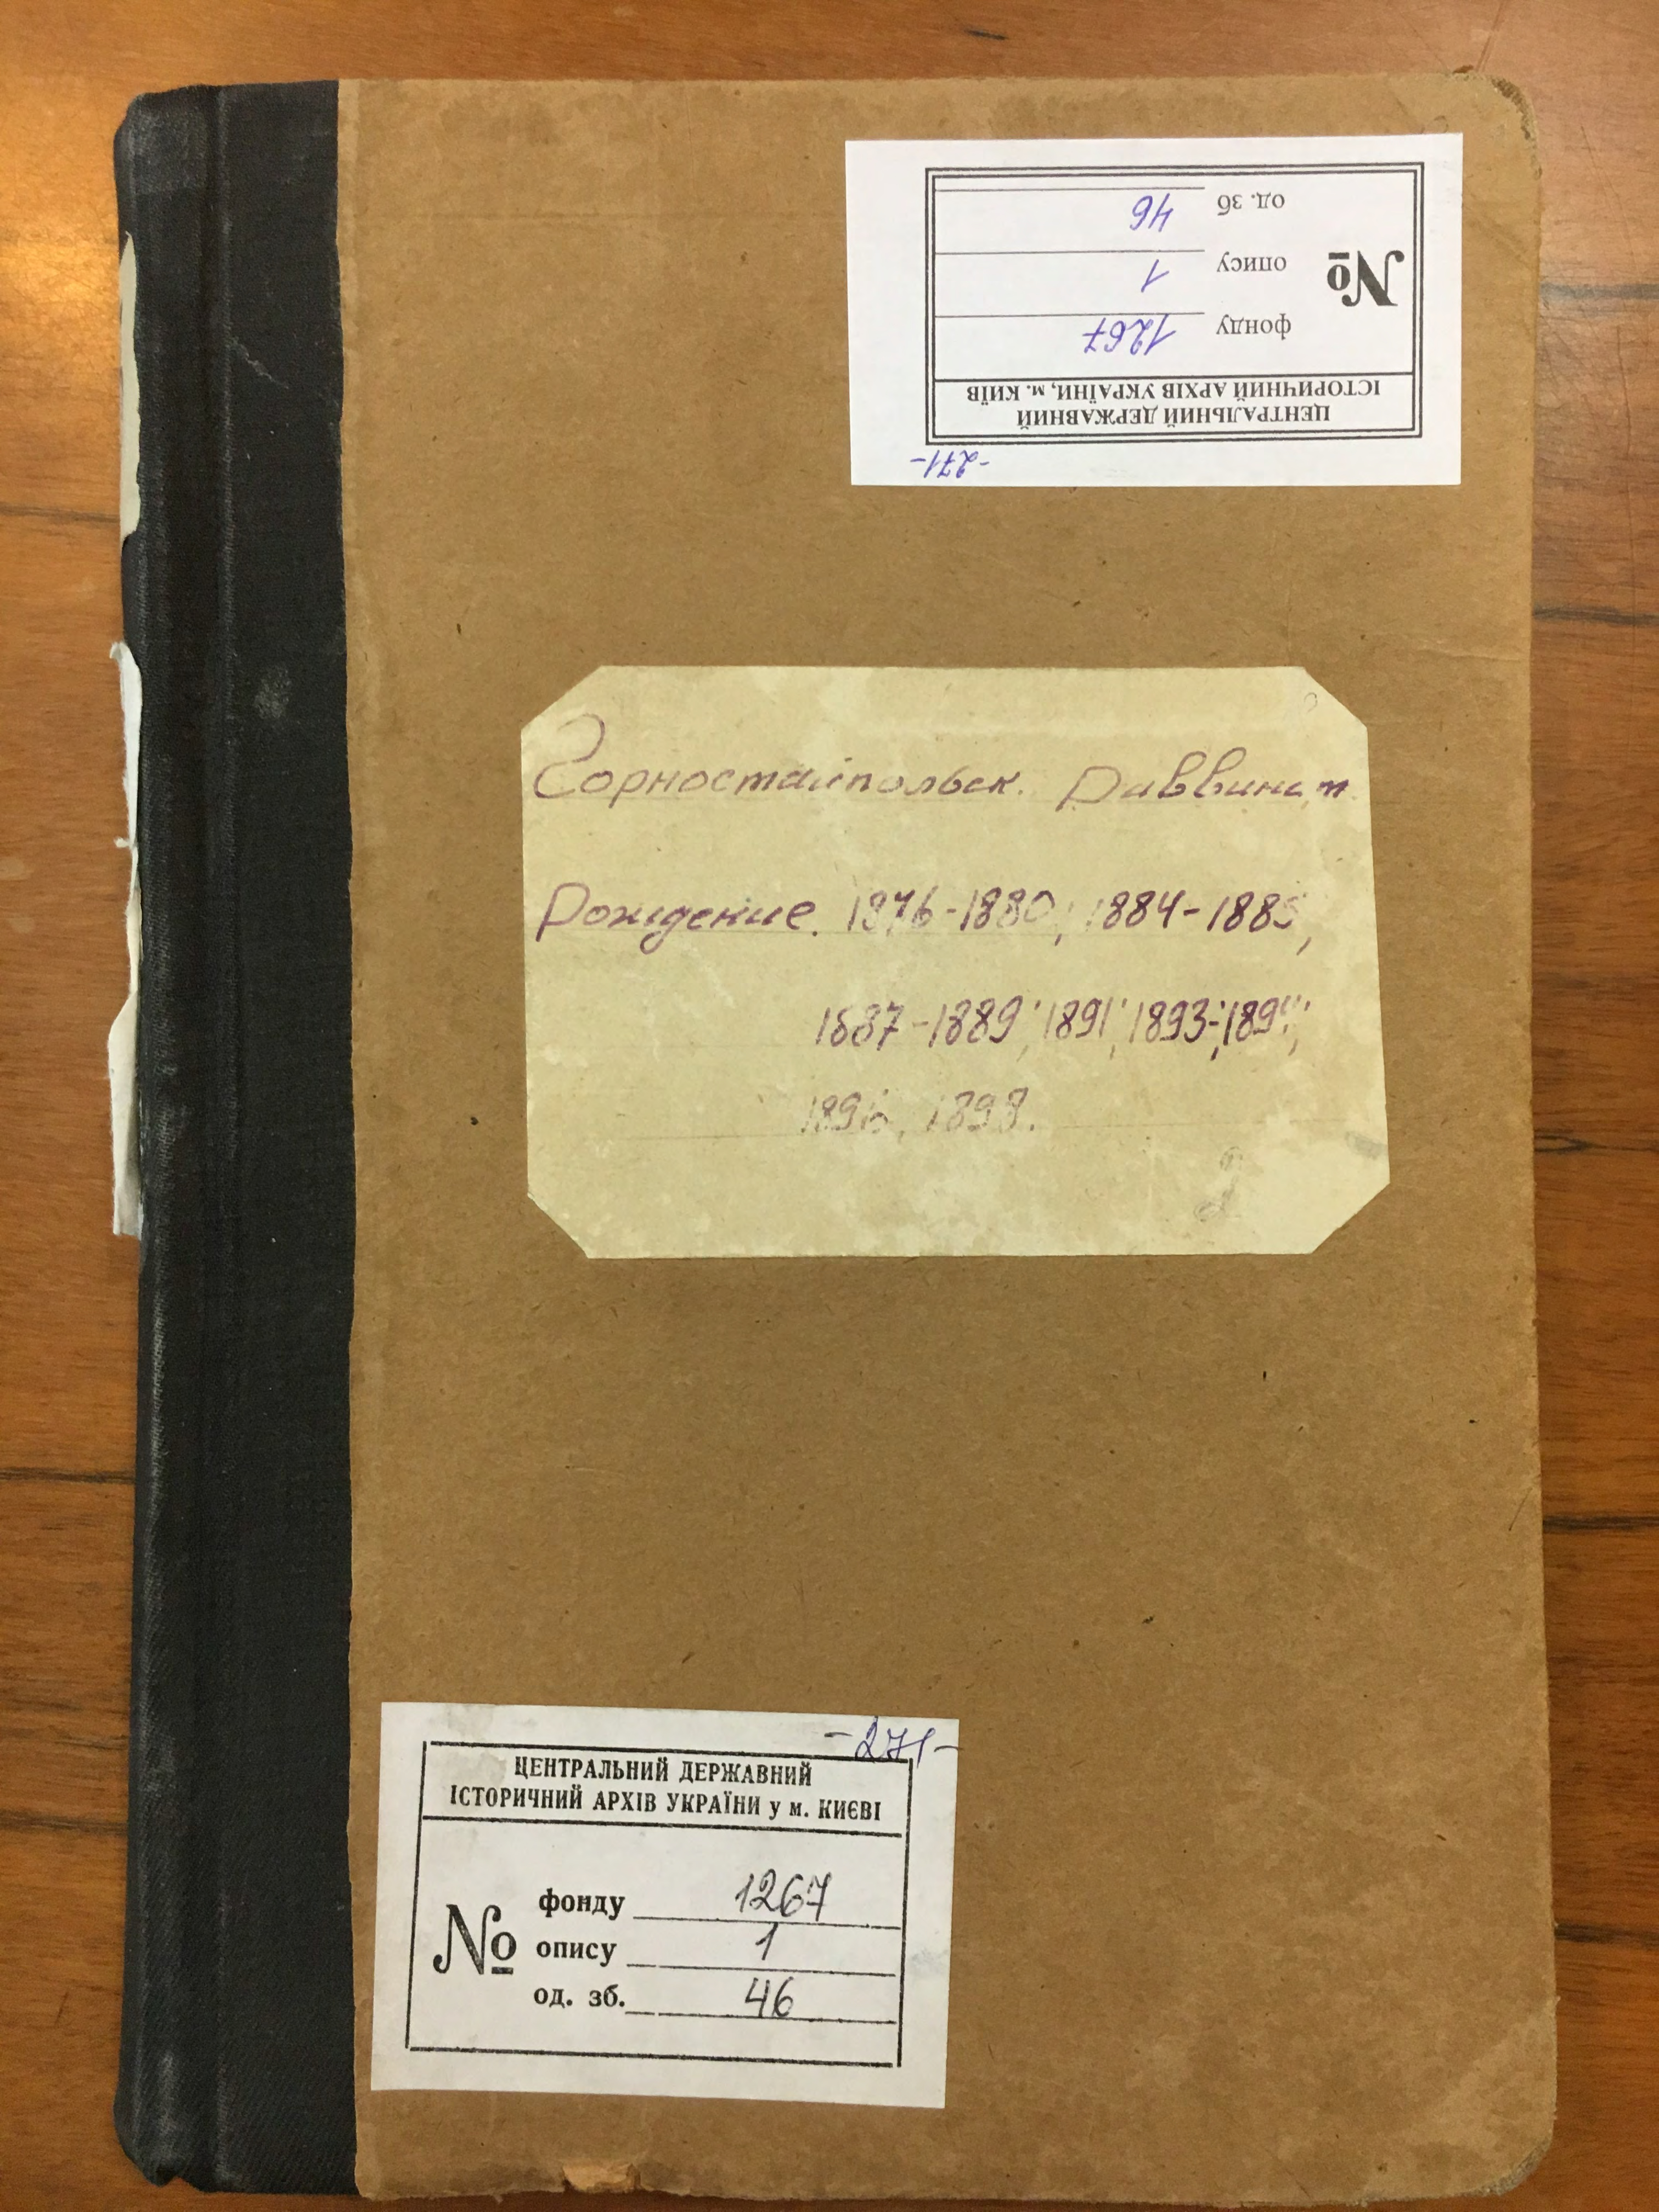 -271-
ЦЕНТРАЛЬНИЙ ДЕРЖАВНИЙ
ІСТОРИЧНИЙ АРХІВ УКРАЇНИ, м. КИЇВ
№
фонду 1267
опису 1
од. зб 46
Горностайпольск. Раввинат.
Рождение. 1876-1880; 1884-1885,
1887-1889; 1891; 1893;
1896, 1898.
-271-
ЦЕНТРАЛЬНИЙ ДЕРЖАВНИЙ
ІСТОРИЧНИЙ АРХІВ УКРАЇНИ у м. КИЄВІ
№
фонду 1267
опису 1
од. зб. 46